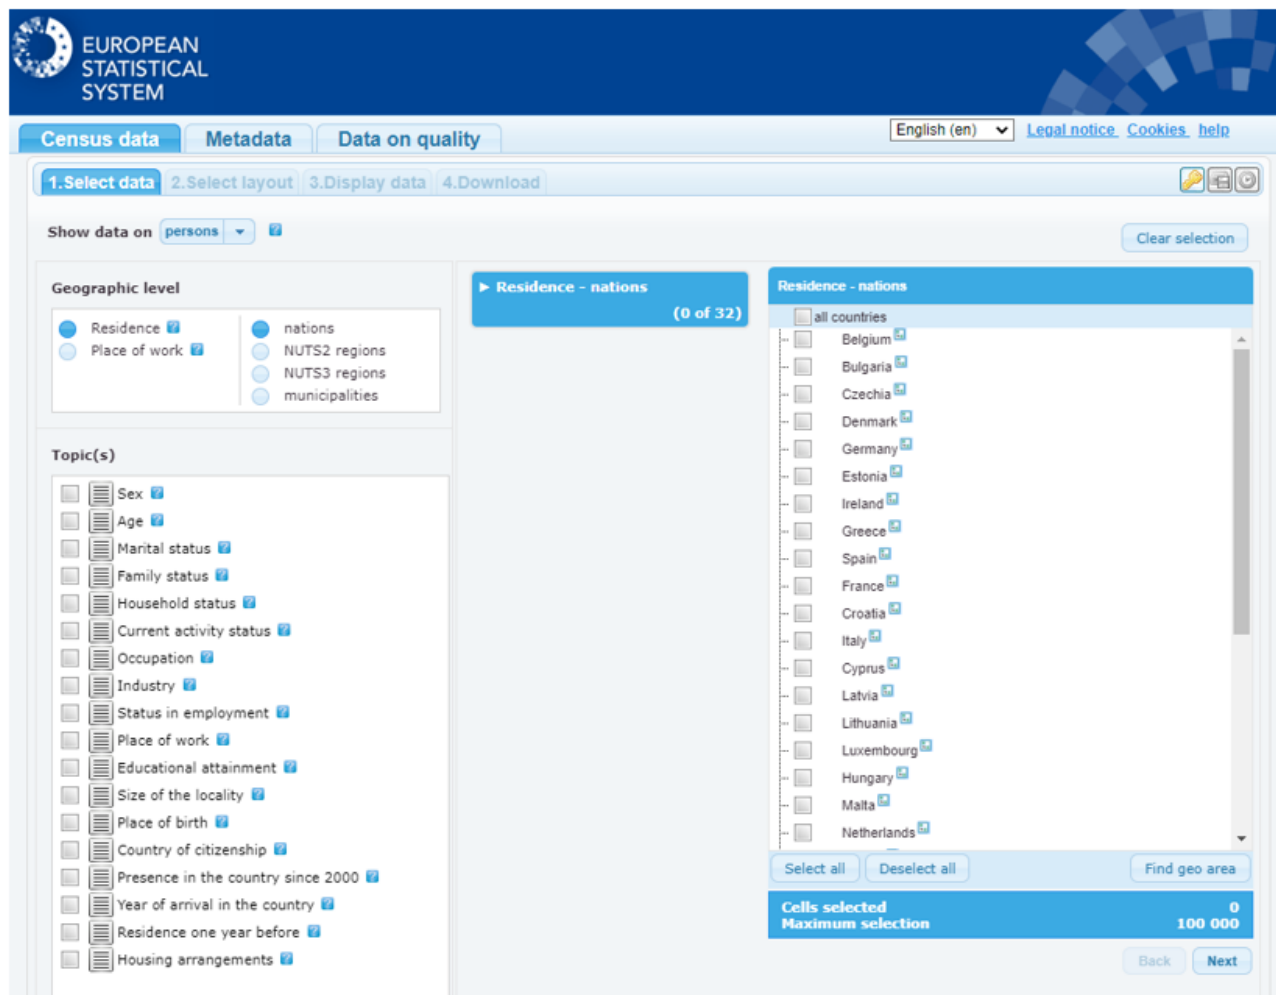 EUROPEAN
STATISTICAL
SYSTEM
Census data
Metadata
Data on quality
English (en)
Legal notice
Cookies
help
1.Select data
2.Select layout
3.Display data
4.Download
Show data on
persons
?
Clear selection
Geographic level
Residence ?
Place of work ?
nations
NUTS2 regions
NUTS3 regions
municipalities
Topic(s)
Sex ?
Age ?
Marital status ?
Family status ?
Household status ?
Current activity status ?
Occupation ?
Industry ?
Status in employment ?
Place of work ?
Educational attainment ?
Size of the locality ?
Place of birth ?
Country of citizenship ?
Presence in the country since 2000 ?
Year of arrival in the country ?
Residence one year before ?
Housing arrangements ?
Residence - nations
(0 of 32)
Residence - nations
all countries
Belgium
Bulgaria
Czechia
Denmark
Germany
Estonia
Ireland
Greece
Spain
France
Croatia
Italy
Cyprus
Latvia
Lithuania
Luxembourg
Hungary
Malta
Netherlands
Select all
Deselect all
Find geo area
Cells selected 0
Maximum selection 100 000
Back
Next